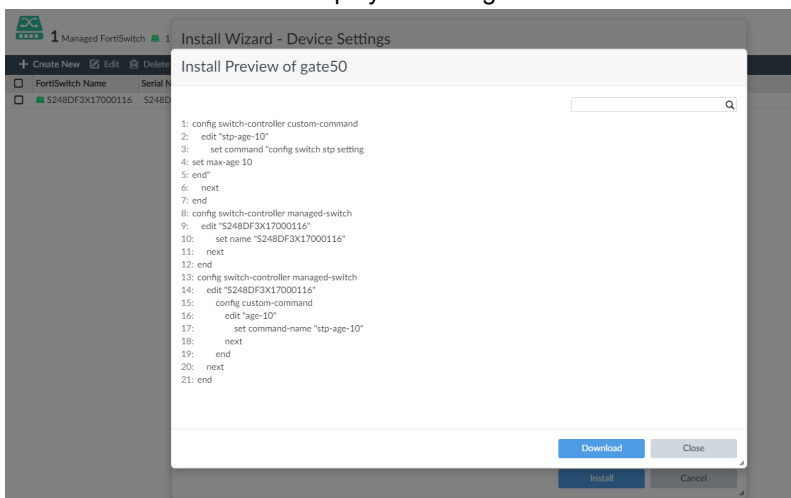 play
1 Managed FortiSwitch 1
Install Wizard - Device Settings
Create New Edit Delete
FortiSwitch Name Serial N
S248DF3X17000116 S248D
Install Preview of gate50
1: config switch-controller custom-command
2: edit "stp-age-10"
3: set command "config switch stp setting
4: set max-age 10
5: end"
6: next
7: end
8: config switch-controller managed-switch
9: edit "S248DF3X17000116"
10: set name "S248DF3X17000116"
11: next
12: end
13: config switch-controller managed-switch
14: edit "S248DF3X17000116"
15: config custom-command
16: edit "age-10"
17: set command-name "stp-age-10"
18: next
19: end
20: next
21: end
Download Close
Install Cancel